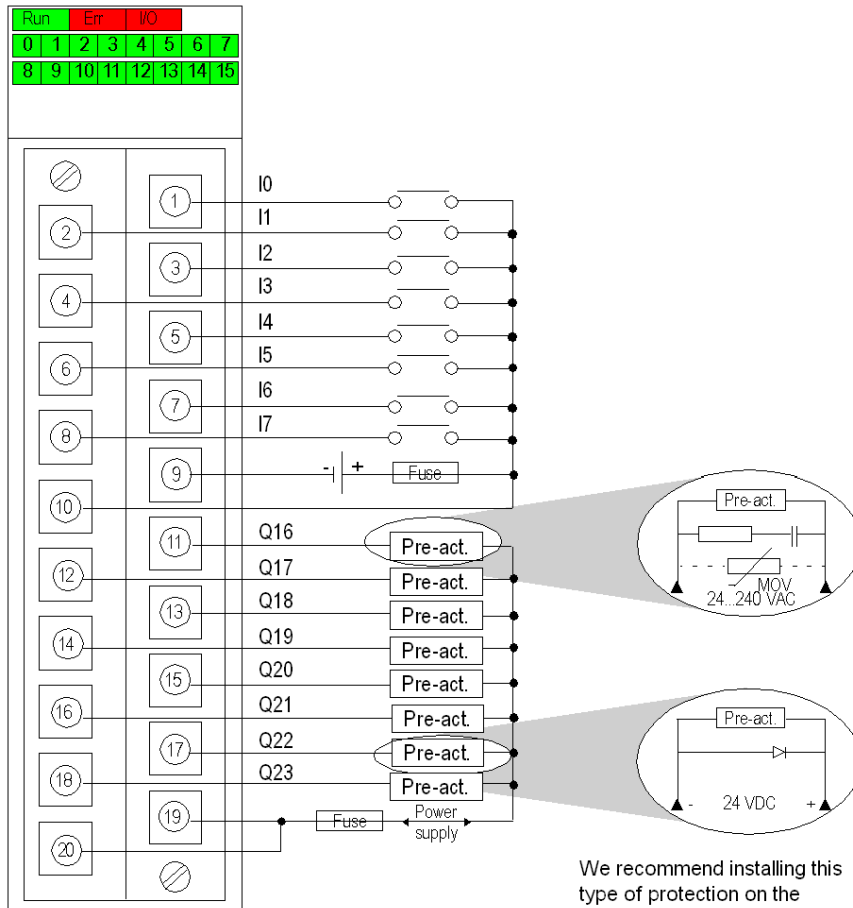 Run Err I/O
0 1 2 3 4 5 6 7
8 9 10 11 12 13 14 15
1 I0
2 I1
3 I2
4 I3
5 I4
6 I5
7 I6
8 I7
9 - + Fuse
10
11 Q16 Pre-act.
12 Q17 Pre-act.
13 Q18 Pre-act.
14 Q19 Pre-act.
15 Q20 Pre-act.
16 Q21 Pre-act.
17 Q22 Pre-act.
18 Q23 Pre-act.
19 Fuse Power
supply
20
Pre-act.
MOV
24...240 VAC
Pre-act.
- 24 VDC +
We recommend installing this
type of protection on the